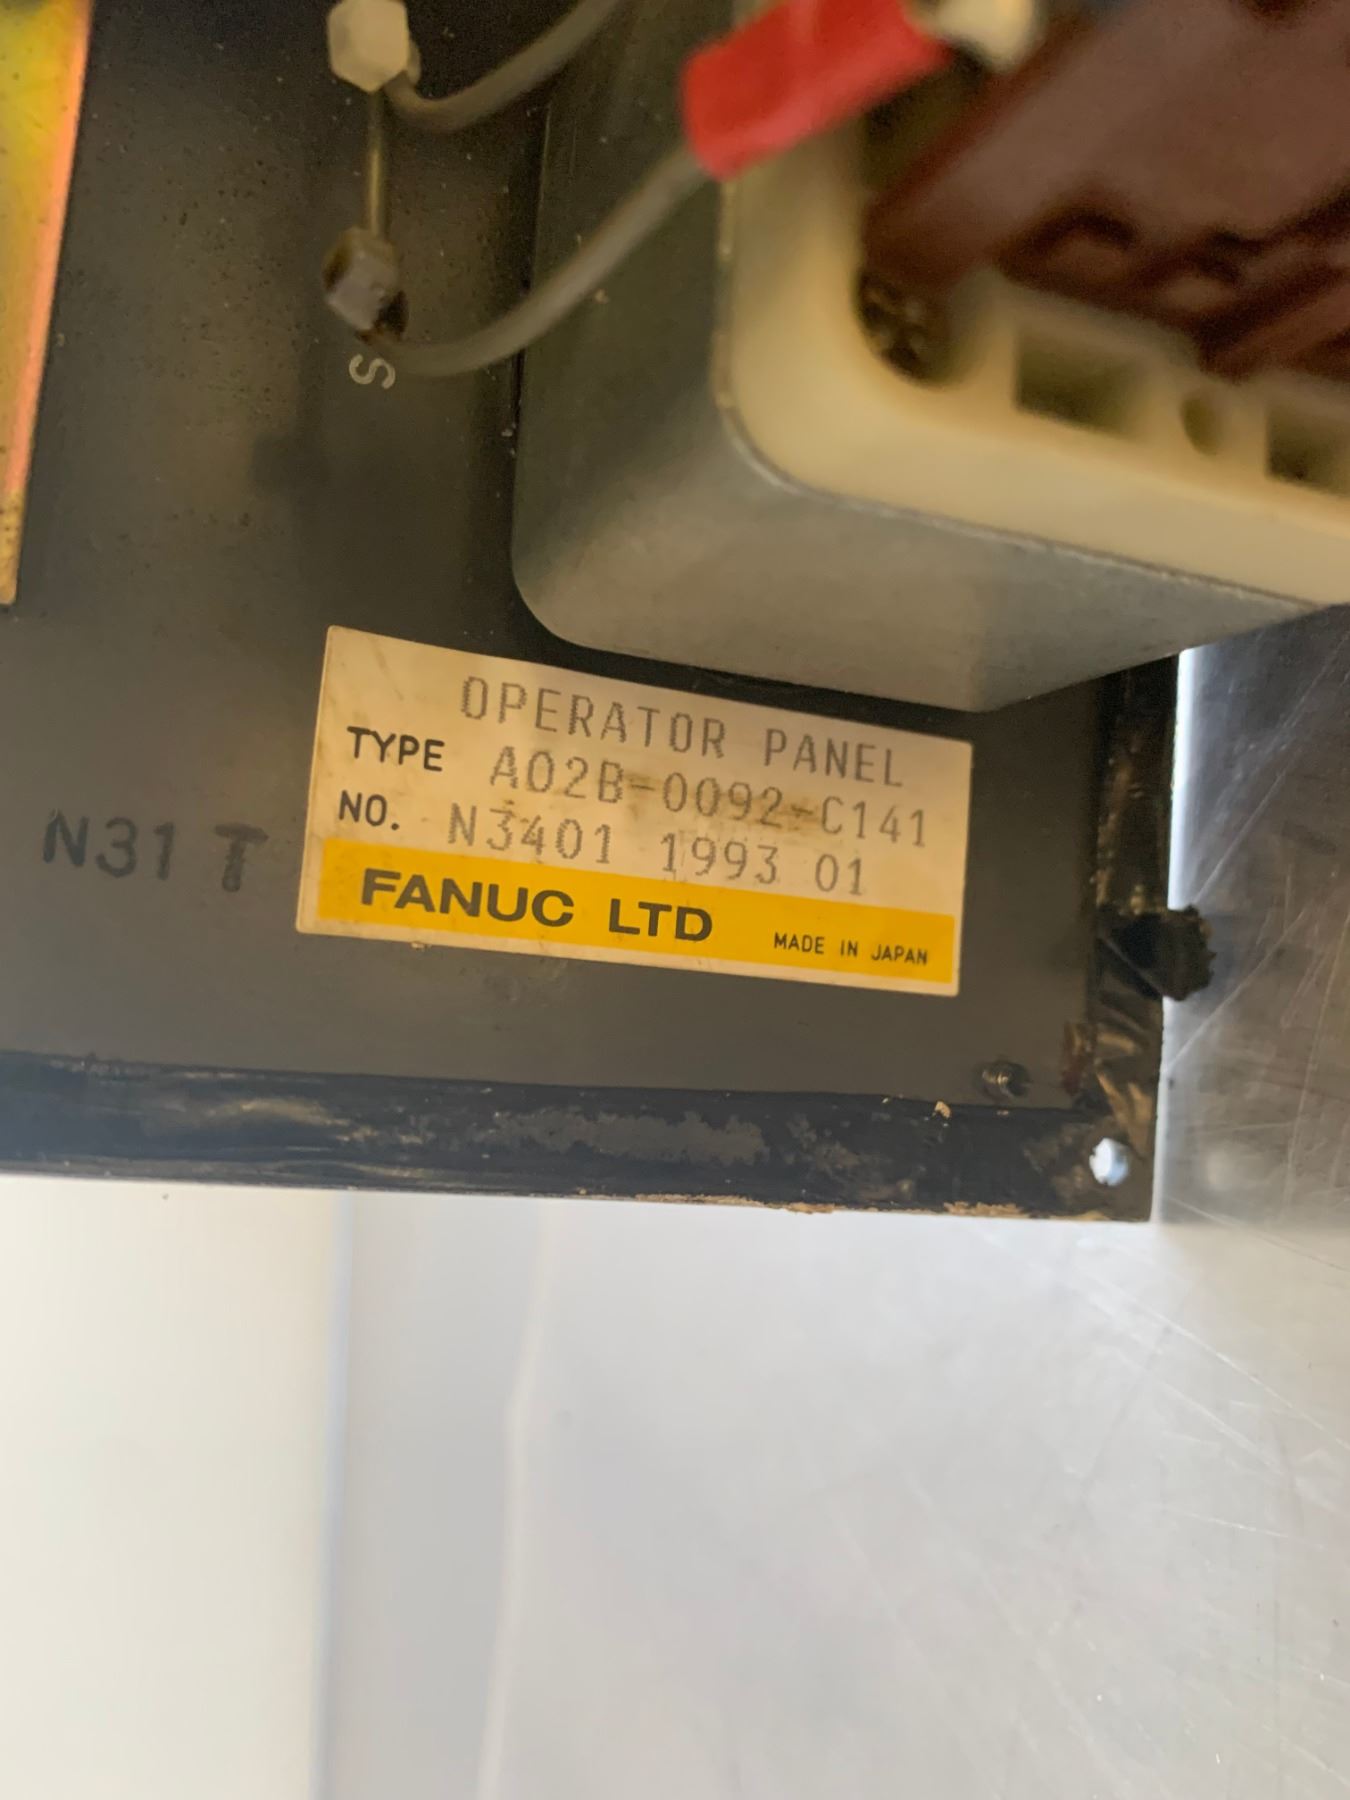 S
OPERATOR PANEL
TYPE A02B-0092-C141
NO. N3401 1993 01
N31 T
FANUC LTD MADE IN JAPAN